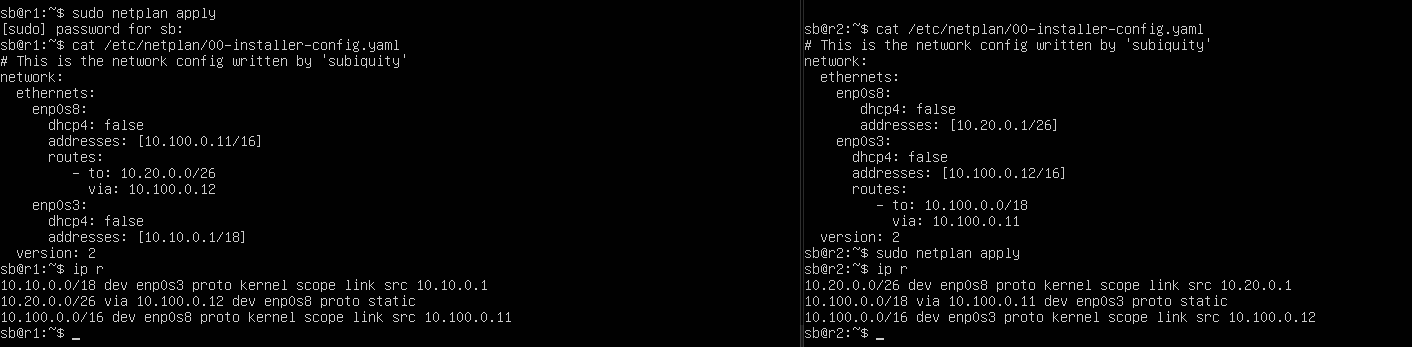 sb@r1:~$ sudo netplan apply
[sudo] password for sb:
sb@r1:~$ cat /etc/netplan/00-installer-config.yaml
# This is the network config written by 'subiquity'
network:
  ethernets:
    enp0s8:
      dhcp4: false
      addresses: [10.100.0.11/16]
      routes:
         - to: 10.20.0.0/26
           via: 10.100.0.12
    enp0s3:
      dhcp4: false
      addresses: [10.10.0.1/18]
  version: 2
sb@r1:~$ ip r
10.10.0.0/18 dev enp0s3 proto kernel scope link src 10.10.0.1
10.20.0.0/26 via 10.100.0.12 dev enp0s8 proto static
10.100.0.0/16 dev enp0s8 proto kernel scope link src 10.100.0.11
sb@r1:~$ _
sb@r2:~$ cat /etc/netplan/00-installer-config.yaml
# This is the network config written by 'subiquity'
network:
  ethernets:
    enp0s8:
       dhcp4: false
       addresses: [10.20.0.1/26]
    enp0s3:
      dhcp4: false
      addresses: [10.100.0.12/16]
      routes:
         - to: 10.100.0.0/18
           via: 10.100.0.11
  version: 2
sb@r2:~$ sudo netplan apply
sb@r2:~$ ip r
10.20.0.0/26 dev enp0s8 proto kernel scope link src 10.20.0.1
10.100.0.0/18 via 10.100.0.11 dev enp0s3 proto static
10.100.0.0/16 dev enp0s3 proto kernel scope link src 10.100.0.12
sb@r2:~$ _